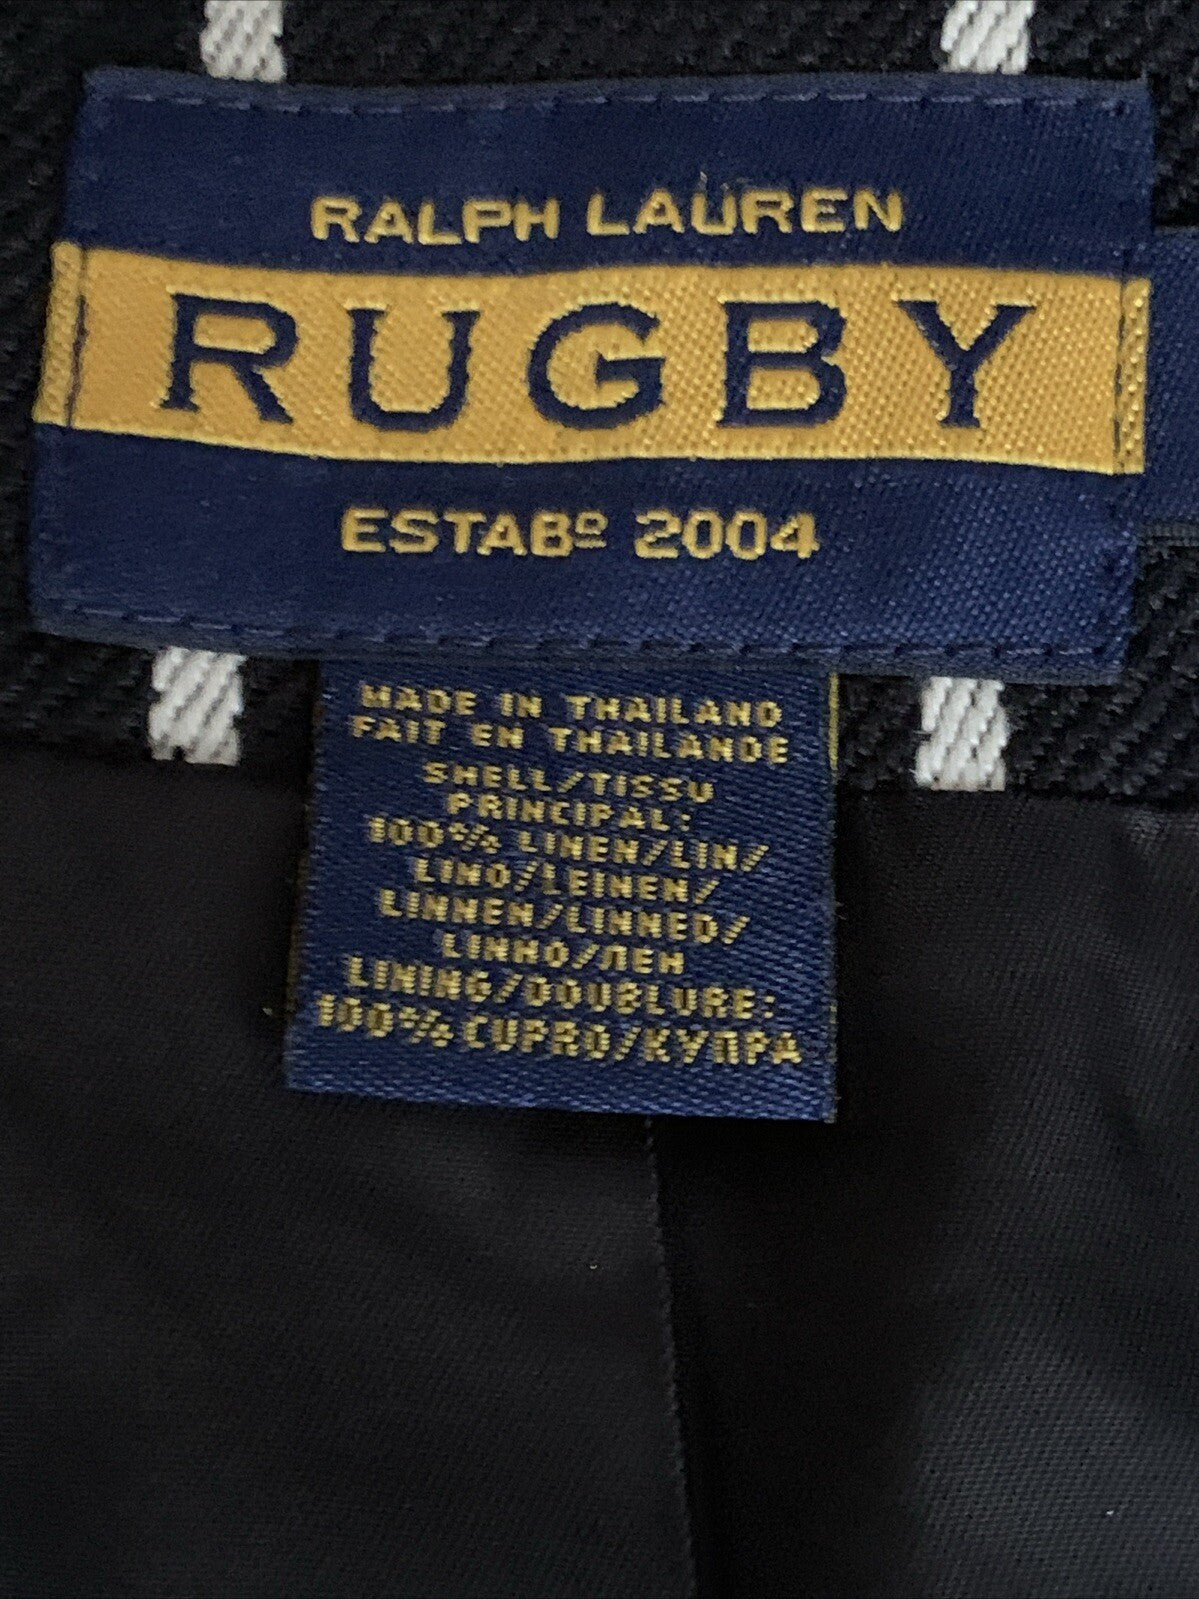 RALPH LAUREN
RUGBY
ESTABº 2004
MADE IN THAILAND
FAIT EN THAILANDE
SHELL/TISSU
PRINCIPAL:
100% LINEN/LIN/
LINO/LEINEN/
LINNEN/LINNED/
LINHO/ЛЕН
LINING/DOUBLURE:
100% CUPRO/КУПРА